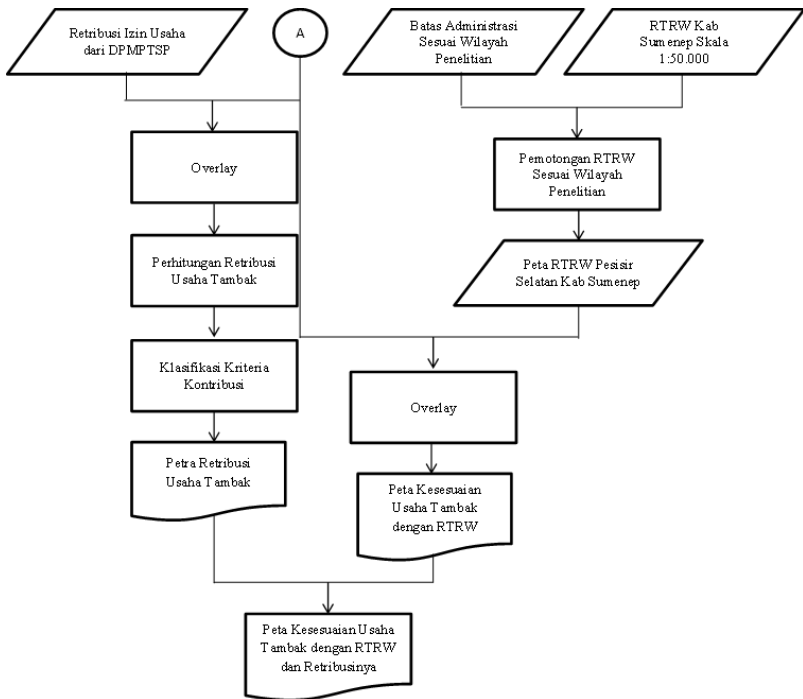 Retribusi Izin Usaha
dari DPMPTSP
A
Batas Administrasi
Sesuai Wilayah
Penelitian
RTRW Kab
Sumenep Skala
1:50.000
Overlay
Pemotongan RTRW
Sesuai Wilayah
Penelitian
Perhitungan Retribusi
Usaha Tambak
Peta RTRW Pesisir
Selatan Kab Sumenep
Klasifikasi Kriteria
Kontribusi
Overlay
Petra Retribusi
Usaha Tambak
Peta Kesesuaian
Usaha Tambak
dengan RTRW
Peta Kesesuaian Usaha
Tambak dengan RTRW
dan Retribusinya